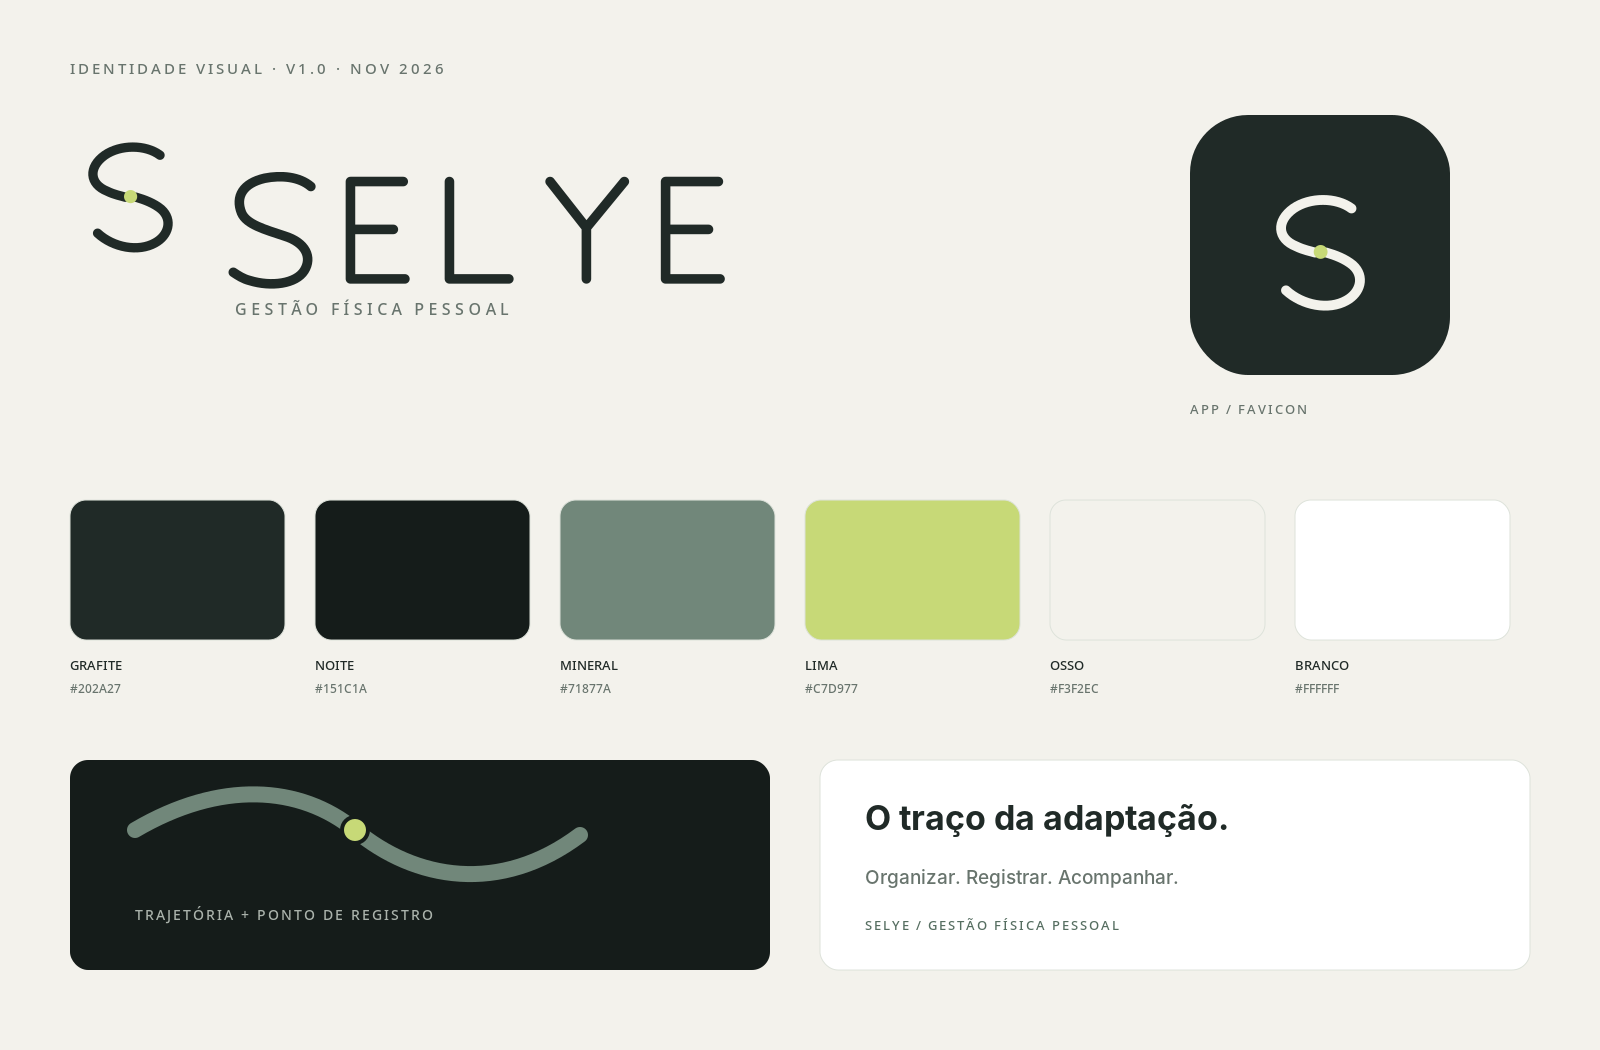 IDENTIDADE VISUAL · V1.0 · NOV 2026
S SELYE
GESTÃO FÍSICA PESSOAL
S
APP / FAVICON
GRAFITE
#202A27
NOITE
#151C1A
MINERAL
#71877A
LIMA
#C7D977
OSSO
#F3F2EC
BRANCO
#FFFFFF
TRAJETÓRIA + PONTO DE REGISTRO
O traço da adaptação.
Organizar. Registrar. Acompanhar.
SELYE / GESTÃO FÍSICA PESSOAL